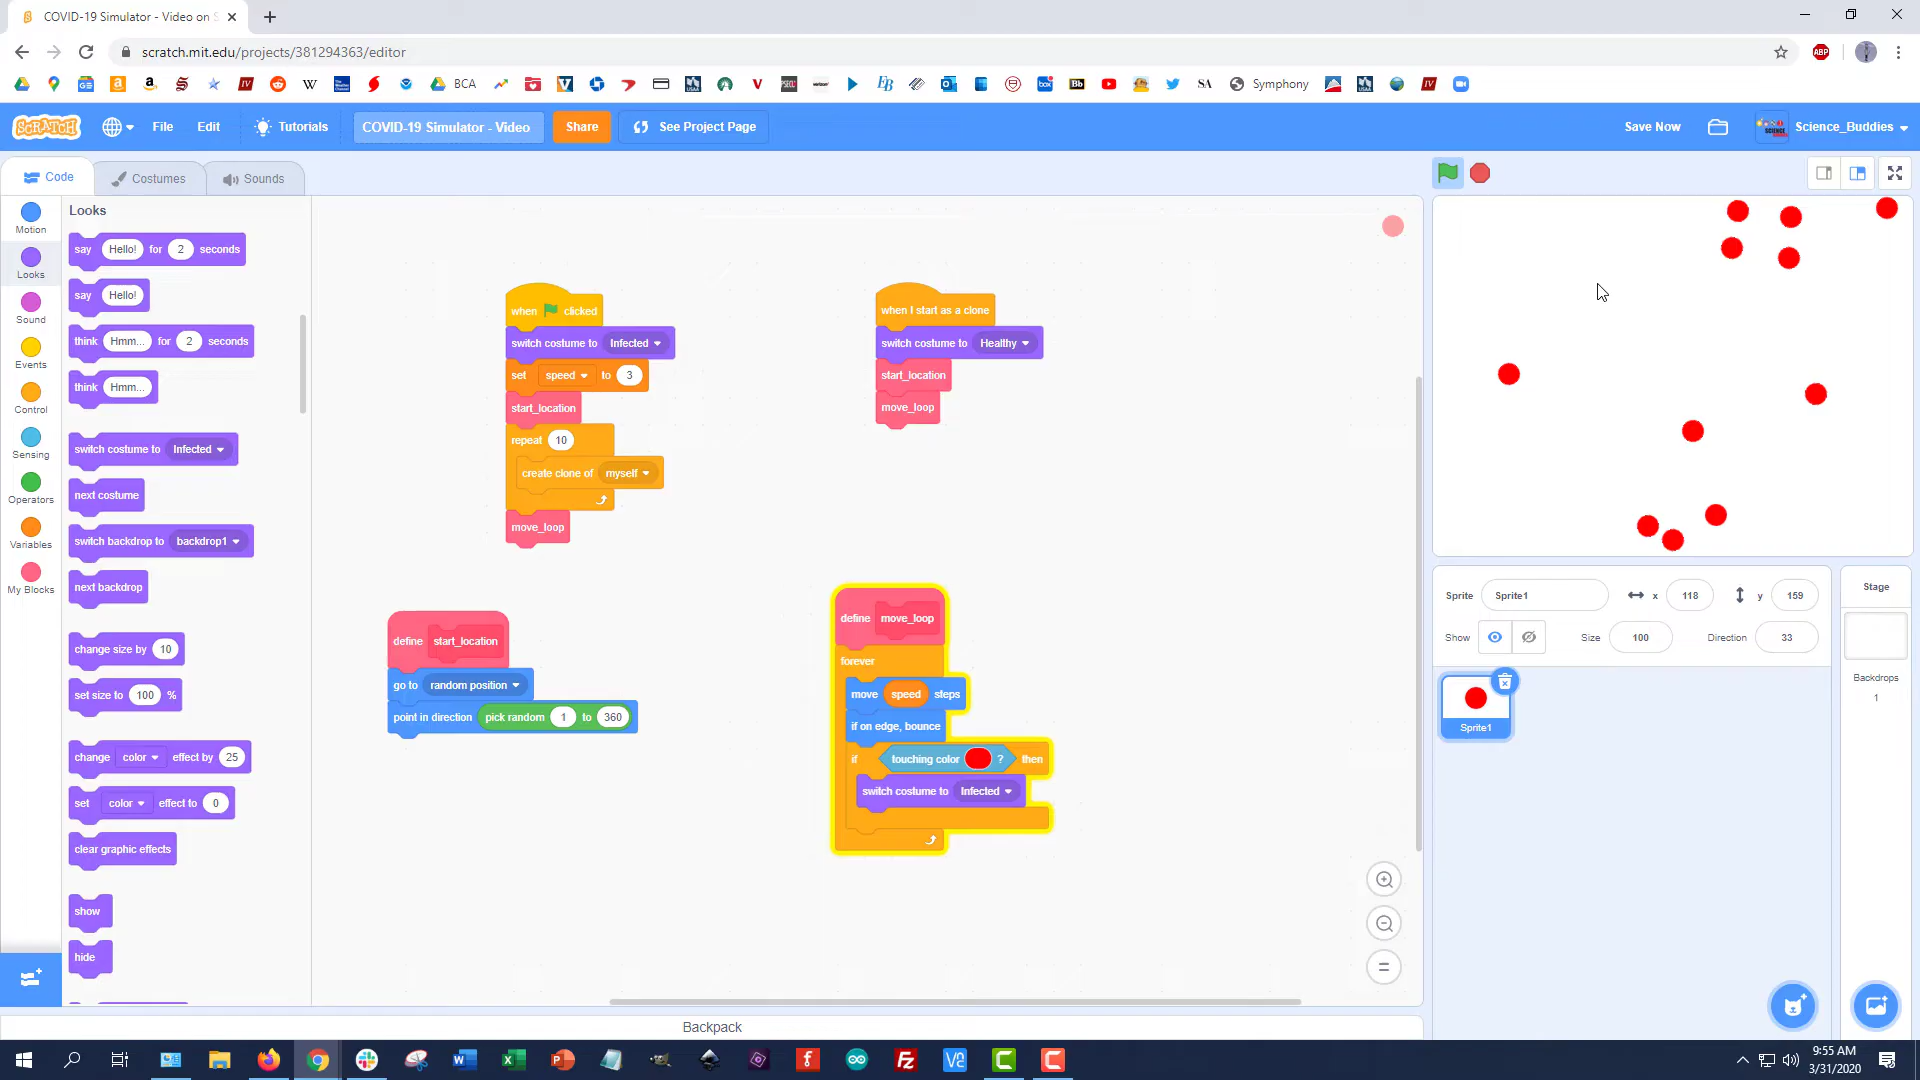 COVID-19 Simulator - Video on S
scratch.mit.edu/projects/381294363/editor
ABP
BCA
Symphony
SCRATCH
File
Edit
Tutorials
COVID-19 Simulator - Video
Share
See Project Page
Save Now
Science_Buddies
Code
Costumes
Sounds
Motion
Looks
Sound
Events
Control
Sensing
Operators
Variables
My Blocks
Looks
say Hello! for 2 seconds
say Hello!
think Hmm... for 2 seconds
think Hmm...
switch costume to Infected
next costume
switch backdrop to backdrop1
next backdrop
change size by 10
set size to 100 %
change color effect by 25
set color effect to 0
clear graphic effects
show
hide
when clicked
switch costume to Infected
set speed to 3
start_location
repeat 10
create clone of myself
move_loop
when I start as a clone
switch costume to Healthy
start_location
move_loop
define start_location
go to random position
point in direction pick random 1 to 360
define move_loop
forever
move speed steps
if on edge, bounce
if touching color ? then
switch costume to Infected
Sprite Sprite1 x 118 y 159
Show Size 100 Direction 33
Sprite1
Stage
Backdrops
1
Backpack
9:55 AM
3/31/2020